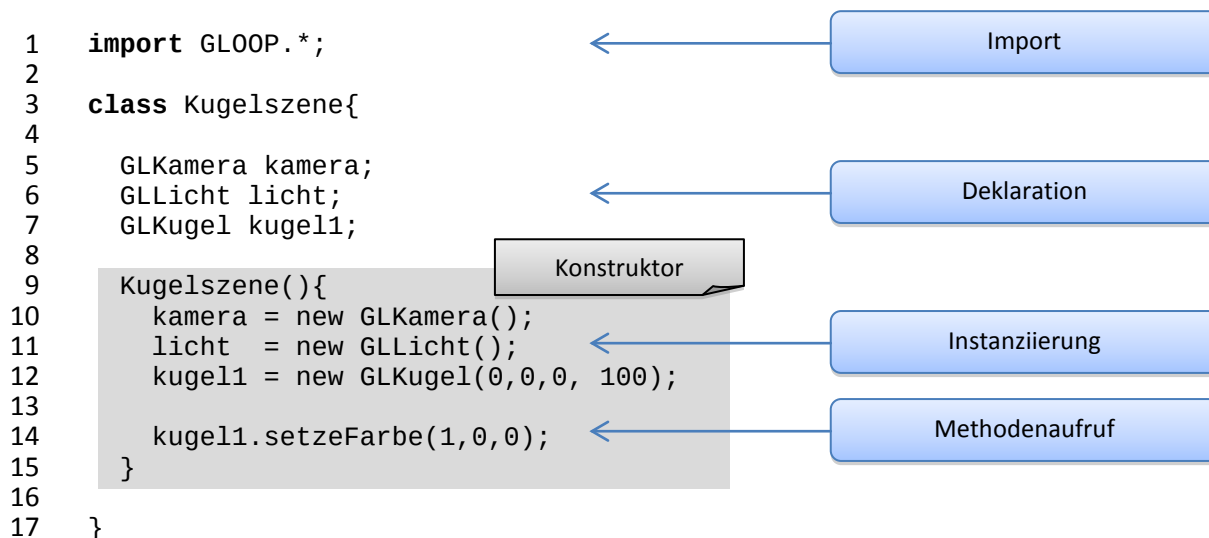 1 import GLOOP.*; Import
2
3 class Kugelszene{
4
5 GLKamera kamera;
6 GLLicht licht; Deklaration
7 GLKugel kugel1;
8
Konstruktor
9 Kugelszene(){
10 kamera = new GLKamera();
11 licht  = new GLLicht(); Instanziierung
12 kugel1 = new GLKugel(0,0,0, 100);
13
14 kugel1.setzeFarbe(1,0,0); Methodenaufruf
15 }
16
17 }